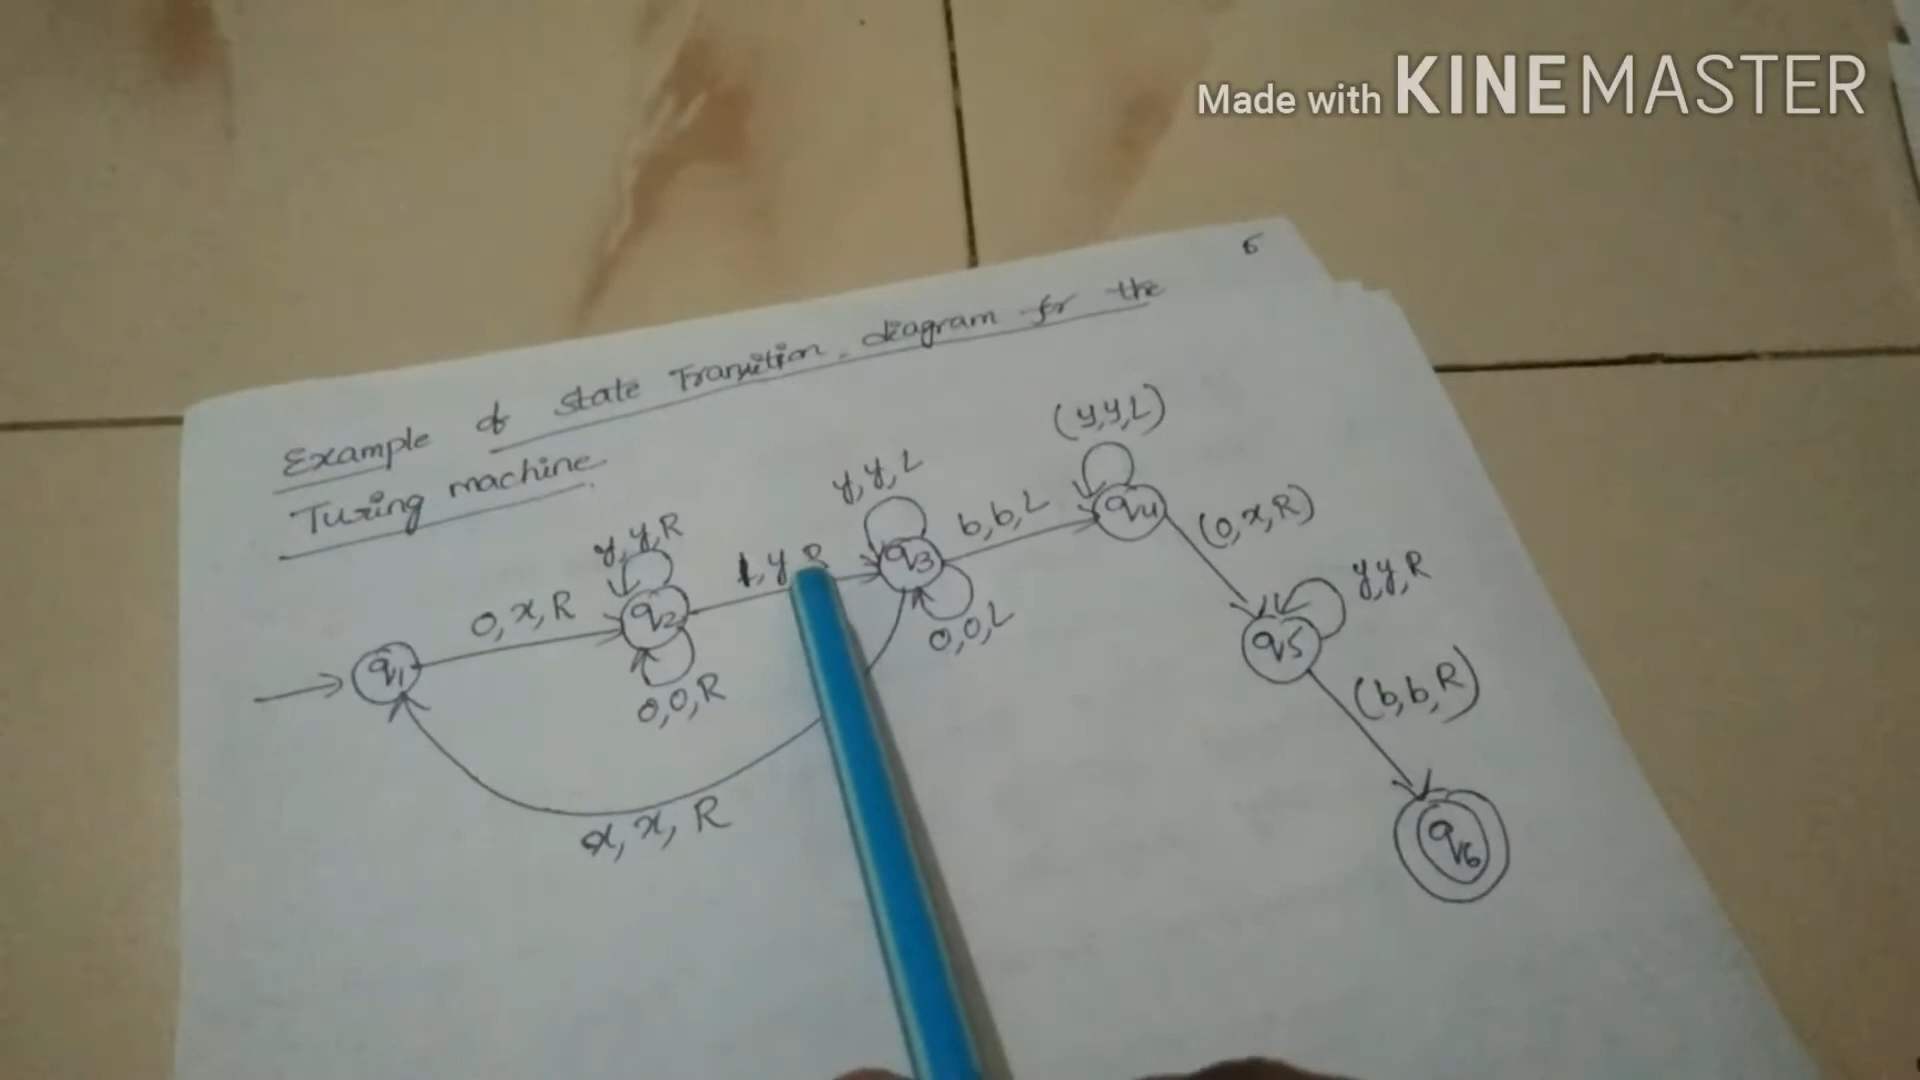 Made with KINEMASTER
6
Example of state Transition diagram for the
Turing machine.
(y,y,L)
y,y,L
b,b,L
q4
(0,x,R)
y,y,R
1,y,R
q3
y,y,R
0,x,R
q2
0,0,L
q5
q1
0,0,R
(b,b,R)
x,x,R
q6